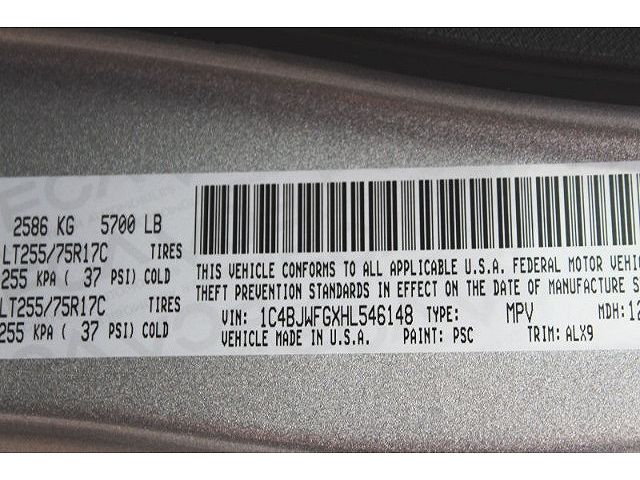 2586 KG 5700 LB
LT255/75R17C TIRES
255 KPA ( 37 PSI) COLD
LT255/75R17C TIRES
255 KPA ( 37 PSI) COLD
THIS VEHICLE CONFORMS TO ALL APPLICABLE U.S.A. FEDERAL MOTOR
THEFT PREVENTION STANDARDS IN EFFECT ON THE DATE OF MANUFACTURE
VIN: 1C4BJWFGXHL546148 TYPE: MPV MDH: 12
VEHICLE MADE IN U.S.A. PAINT: PSC TRIM: ALX9